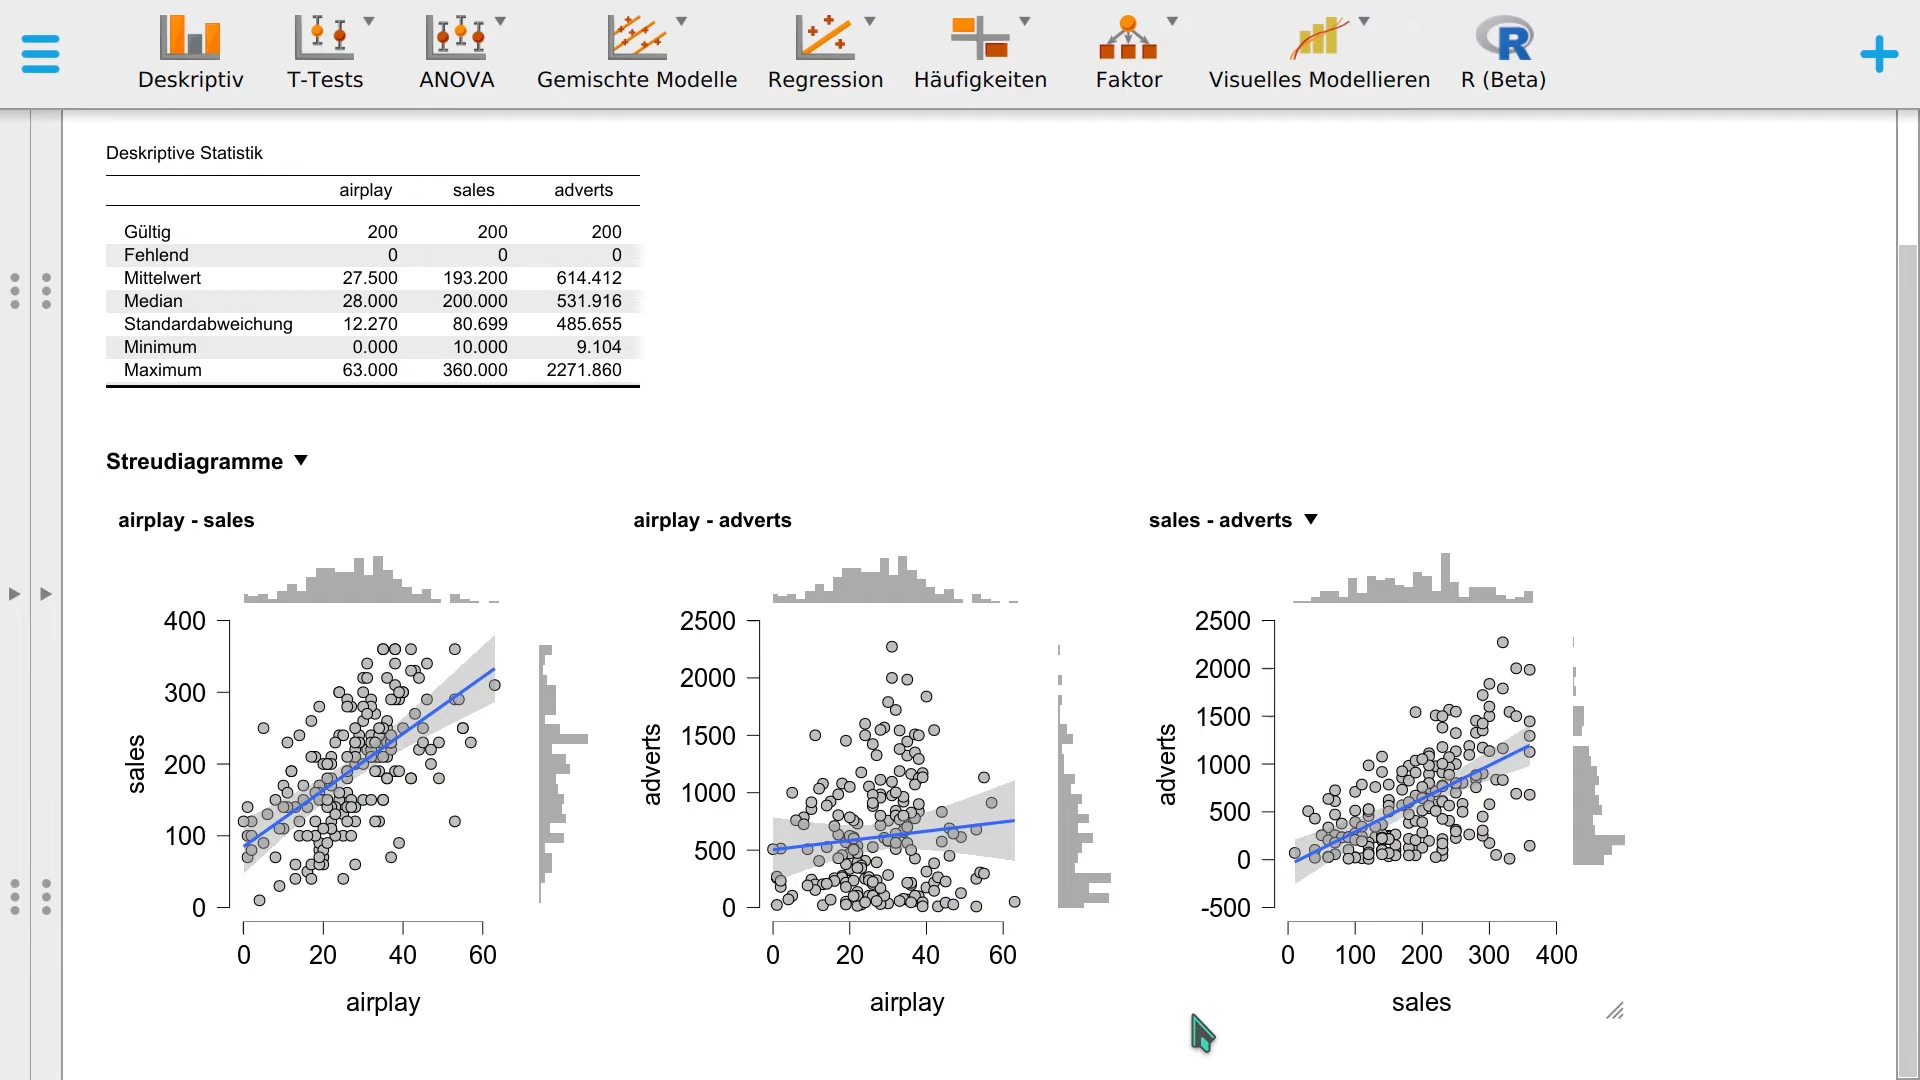 Deskriptiv T-Tests ANOVA Gemischte Modelle Regression Häufigkeiten Faktor Visuelles Modellieren R (Beta)
Deskriptive Statistik
airplay sales adverts
Gültig 200 200 200
Fehlend 0 0 0
Mittelwert 27.500 193.200 614.412
Median 28.000 200.000 531.916
Standardabweichung 12.270 80.699 485.655
Minimum 0.000 10.000 9.104
Maximum 63.000 360.000 2271.860
Streudiagramme
airplay - sales
400
300
200
100
0
sales
0 20 40 60
airplay
airplay - adverts
2500
2000
1500
1000
500
0
adverts
0 20 40 60
airplay
sales - adverts
2500
2000
1500
1000
500
0
-500
adverts
0 100 200 300 400
sales